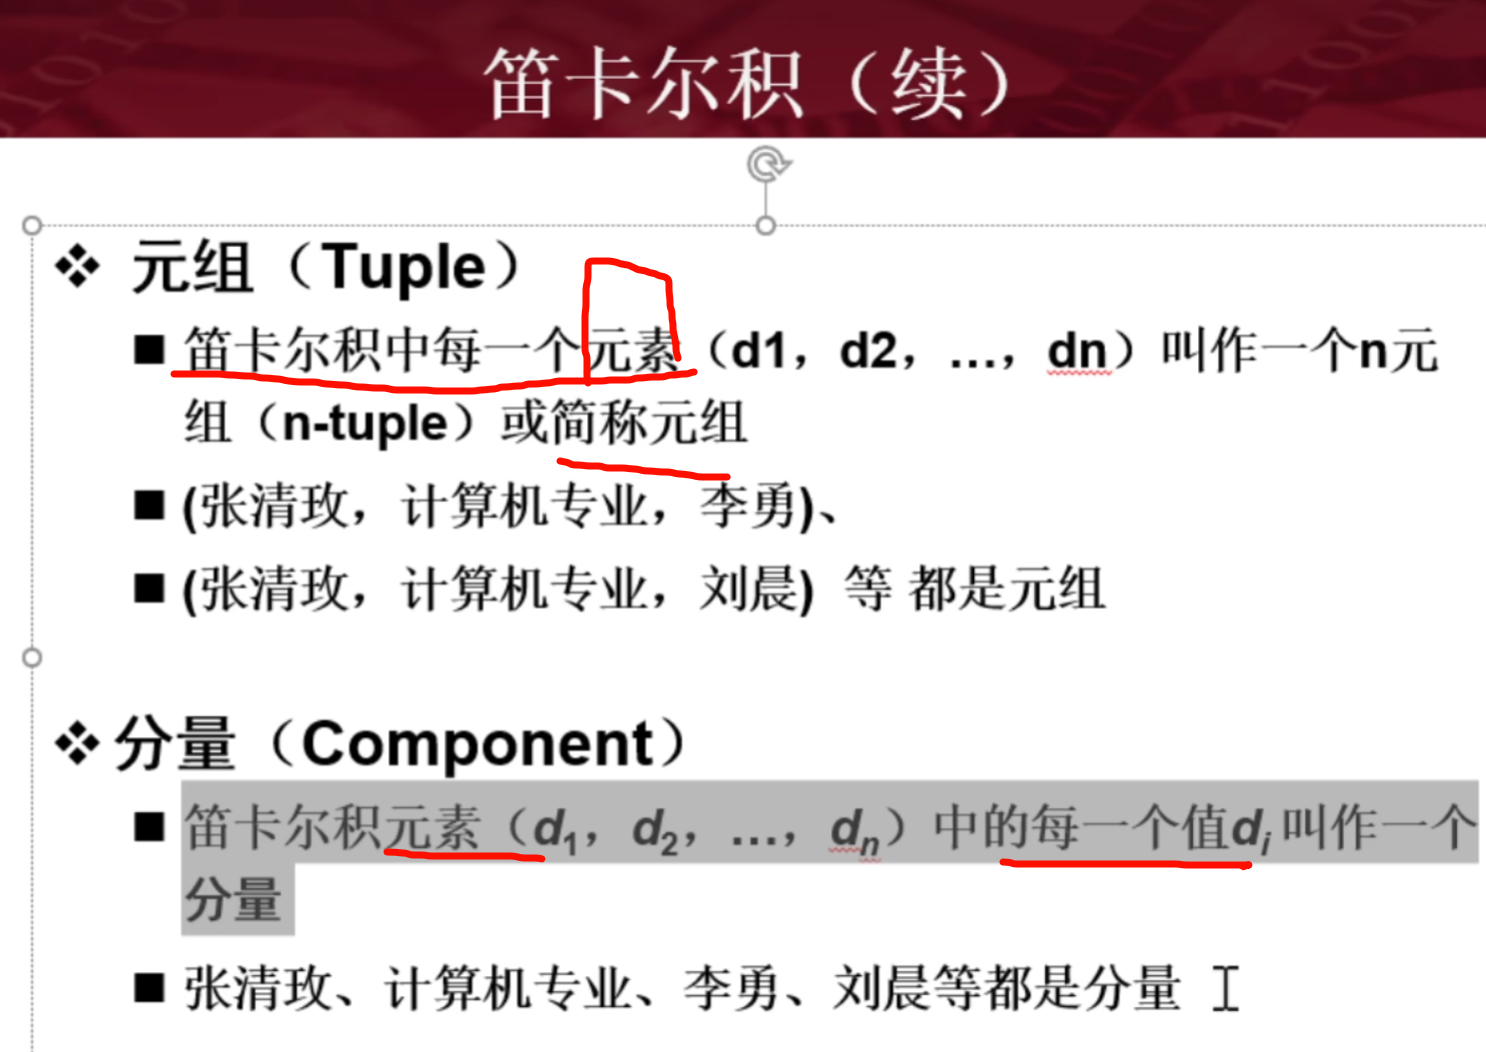 笛卡尔积（续）
元组（Tuple）
笛卡尔积中每一个元素（d1，d2，…，dn）叫作一个n元
组（n-tuple）或简称元组
(张清玫，计算机专业，李勇)、
(张清玫，计算机专业，刘晨) 等 都是元组
分量（Component）
笛卡尔积元素（d1，d2，…，dn）中的每一个值di 叫作一个
分量
张清玫、计算机专业、李勇、刘晨等都是分量